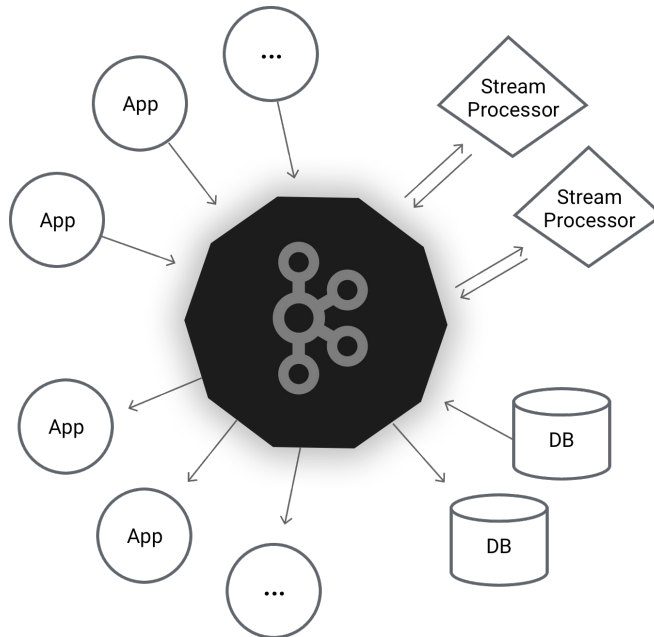 ...
App
App
Stream
Processor
Stream
Processor
App
App
...
DB
DB